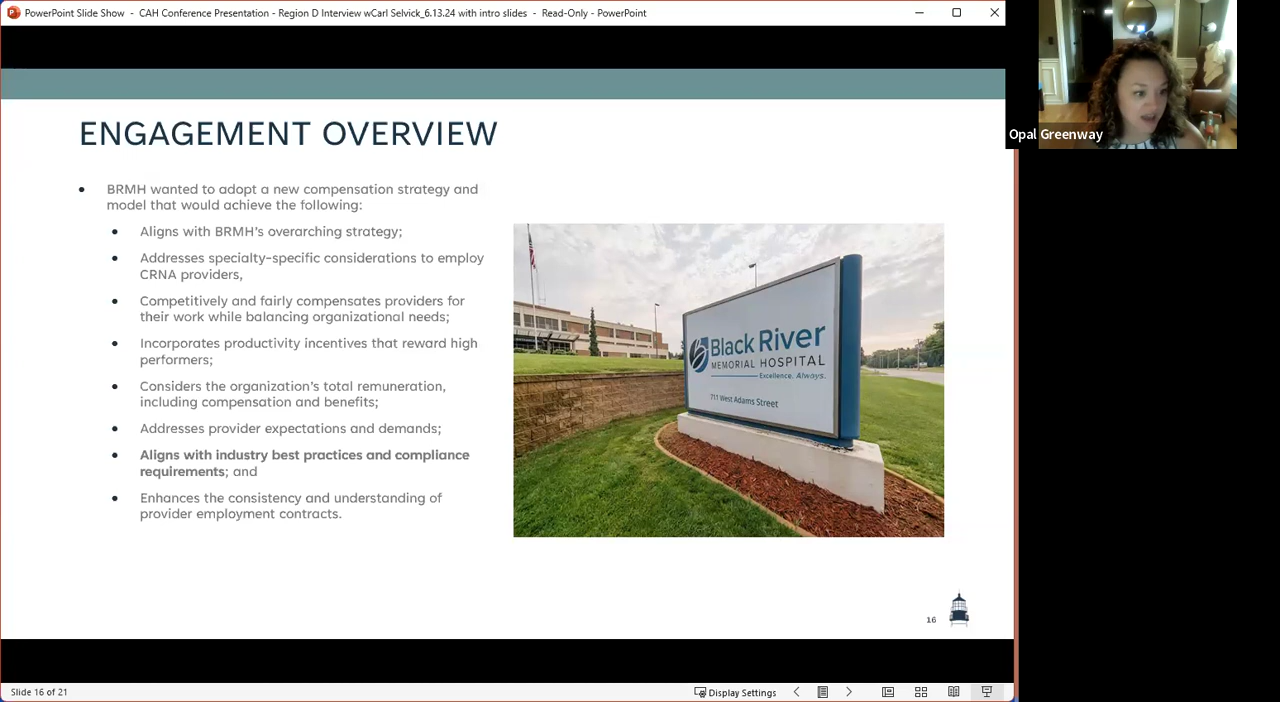 PowerPoint Slide Show - CAH Conference Presentation - Region D Interview wCarl Selvick_6.13.24 with intro slides - Read-Only - PowerPoint
Opal Greenway
ENGAGEMENT OVERVIEW
• BRMH wanted to adopt a new compensation strategy and
model that would achieve the following:
• Aligns with BRMH's overarching strategy;
• Addresses specialty-specific considerations to employ
CRNA providers,
• Competitively and fairly compensates providers for
their work while balancing organizational needs;
• Incorporates productivity incentives that reward high
performers;
• Considers the organization's total remuneration,
including compensation and benefits;
• Addresses provider expectations and demands;
• Aligns with industry best practices and compliance
requirements; and
• Enhances the consistency and understanding of
provider employment contracts.
Black River
MEMORIAL HOSPITAL
Excellence. Always.
711 West Adams Street
16
Slide 16 of 21
Display Settings